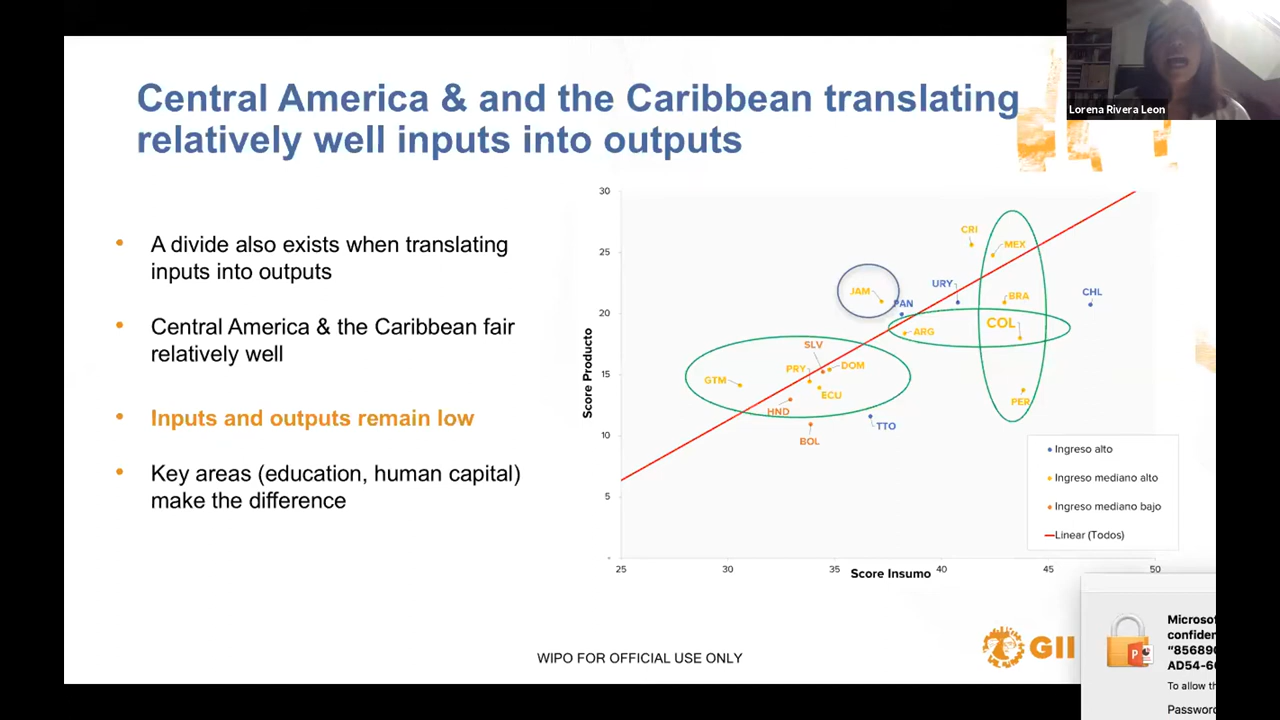 Lorena Rivera Leon
Central America & and the Caribbean translating
relatively well inputs into outputs
• A divide also exists when translating
inputs into outputs
• Central America & the Caribbean fair
relatively well
• Inputs and outputs remain low
• Key areas (education, human capital)
make the difference
Score Producto
30
25
20
15
10
5
-
CRI
MEX
JAM
URY
BRA
CHL
PAN
COL
ARG
SLV
PRY
DOM
GTM
ECU
PER
HND
TTO
BOL
Ingreso alto
Ingreso mediano alto
Ingreso mediano bajo
Linear (Todos)
25
30
35
40
45
50
Score Insumo
WIPO FOR OFFICIAL USE ONLY
GII
Microsof
confider
"856890
AD54-60
To allow th
Password